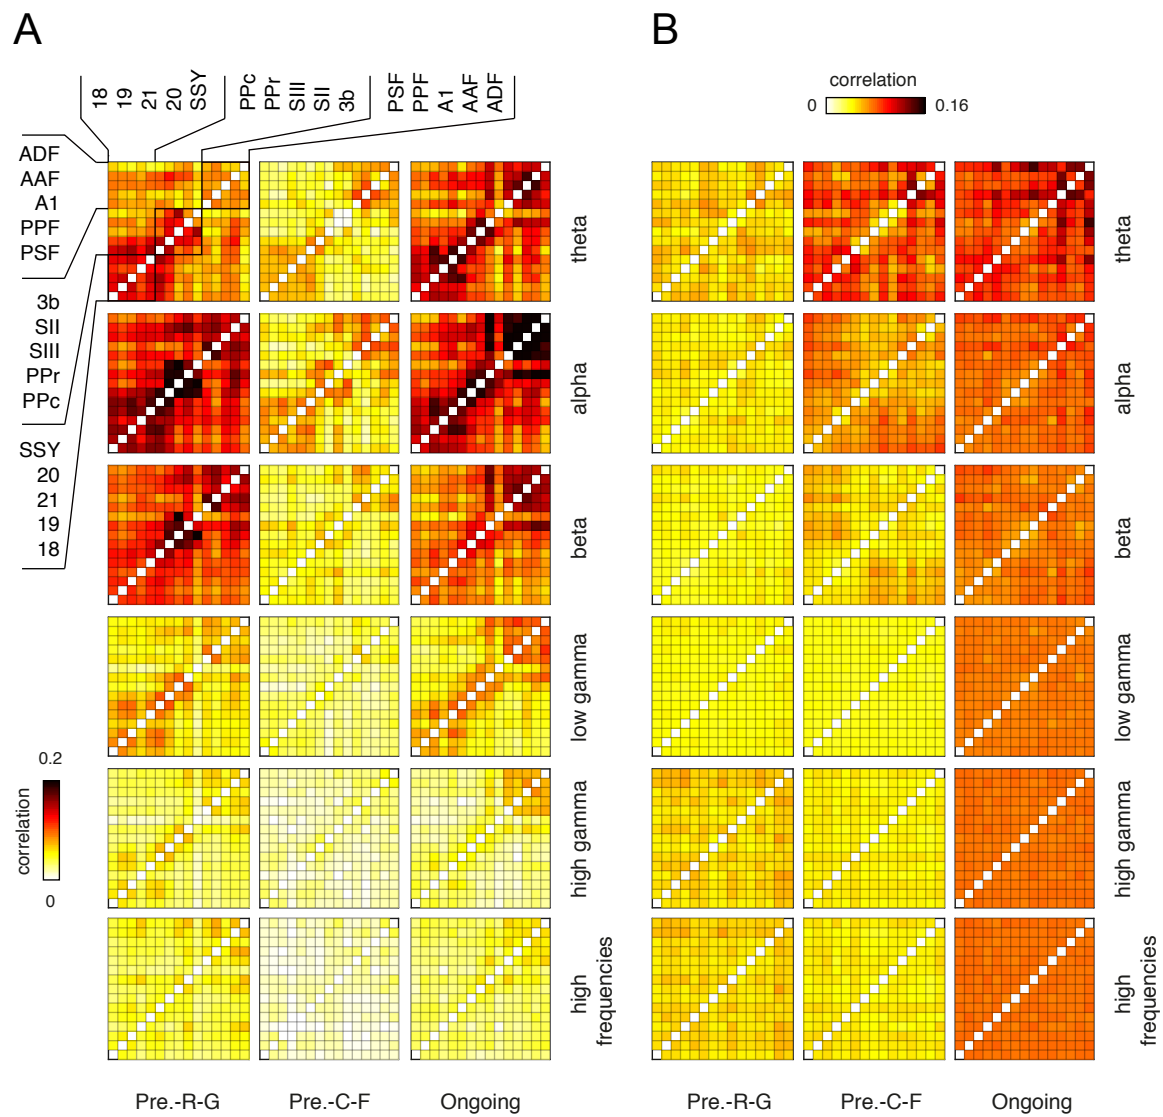 A
B
18
19
21
20
SSY
PPc
PPr
SIII
SII
3b
PSF
PPF
A1
AAF
ADF
correlation
0
0.16
ADF
AAF
A1
PPF
PSF
3b
SII
SIII
PPr
PPc
SSY
20
21
19
18
theta
alpha
beta
low gamma
high gamma
high
frequencies
theta
alpha
beta
low gamma
high gamma
high
frequencies
0.2
correlation
0
Pre.-R-G
Pre.-C-F
Ongoing
Pre.-R-G
Pre.-C-F
Ongoing